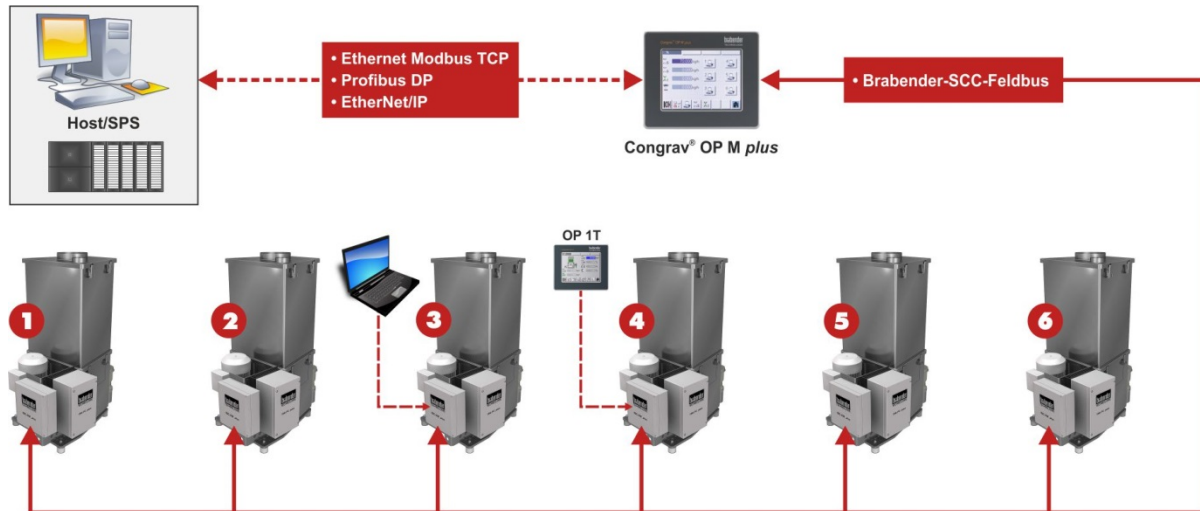 • Ethernet Modbus TCP
• Profibus DP
• EtherNet/IP
• Brabender-SCC-Feldbus
Host/SPS
Congrav® OP M plus
OP 1T
1
2
3
4
5
6